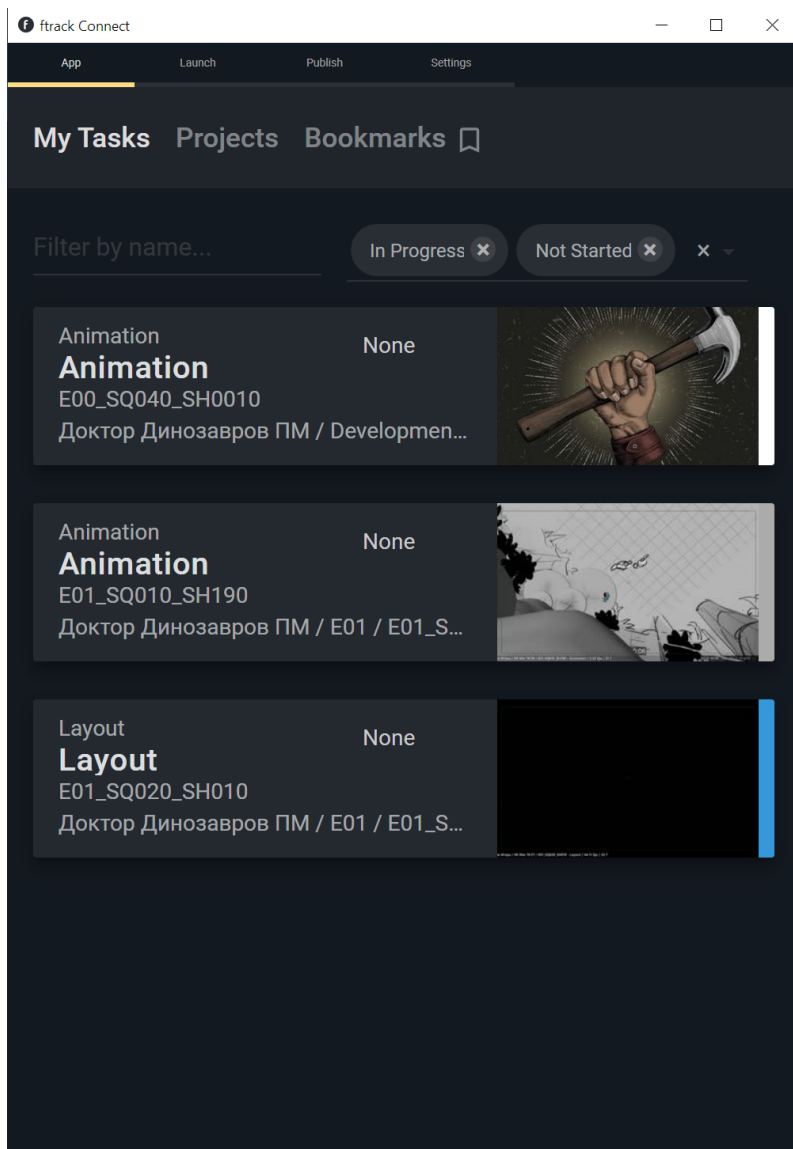 ftrack Connect
App Launch Publish Settings
My Tasks Projects Bookmarks
Filter by name...
In Progress Not Started
Animation
None
Animation
E00_SQ040_SH0010
Доктор Динозавров ПМ / Developmen...
Animation
None
Animation
E01_SQ010_SH190
Доктор Динозавров ПМ / E01 / E01_S...
Layout
None
Layout
E01_SQ020_SH010
Доктор Динозавров ПМ / E01 / E01_S...